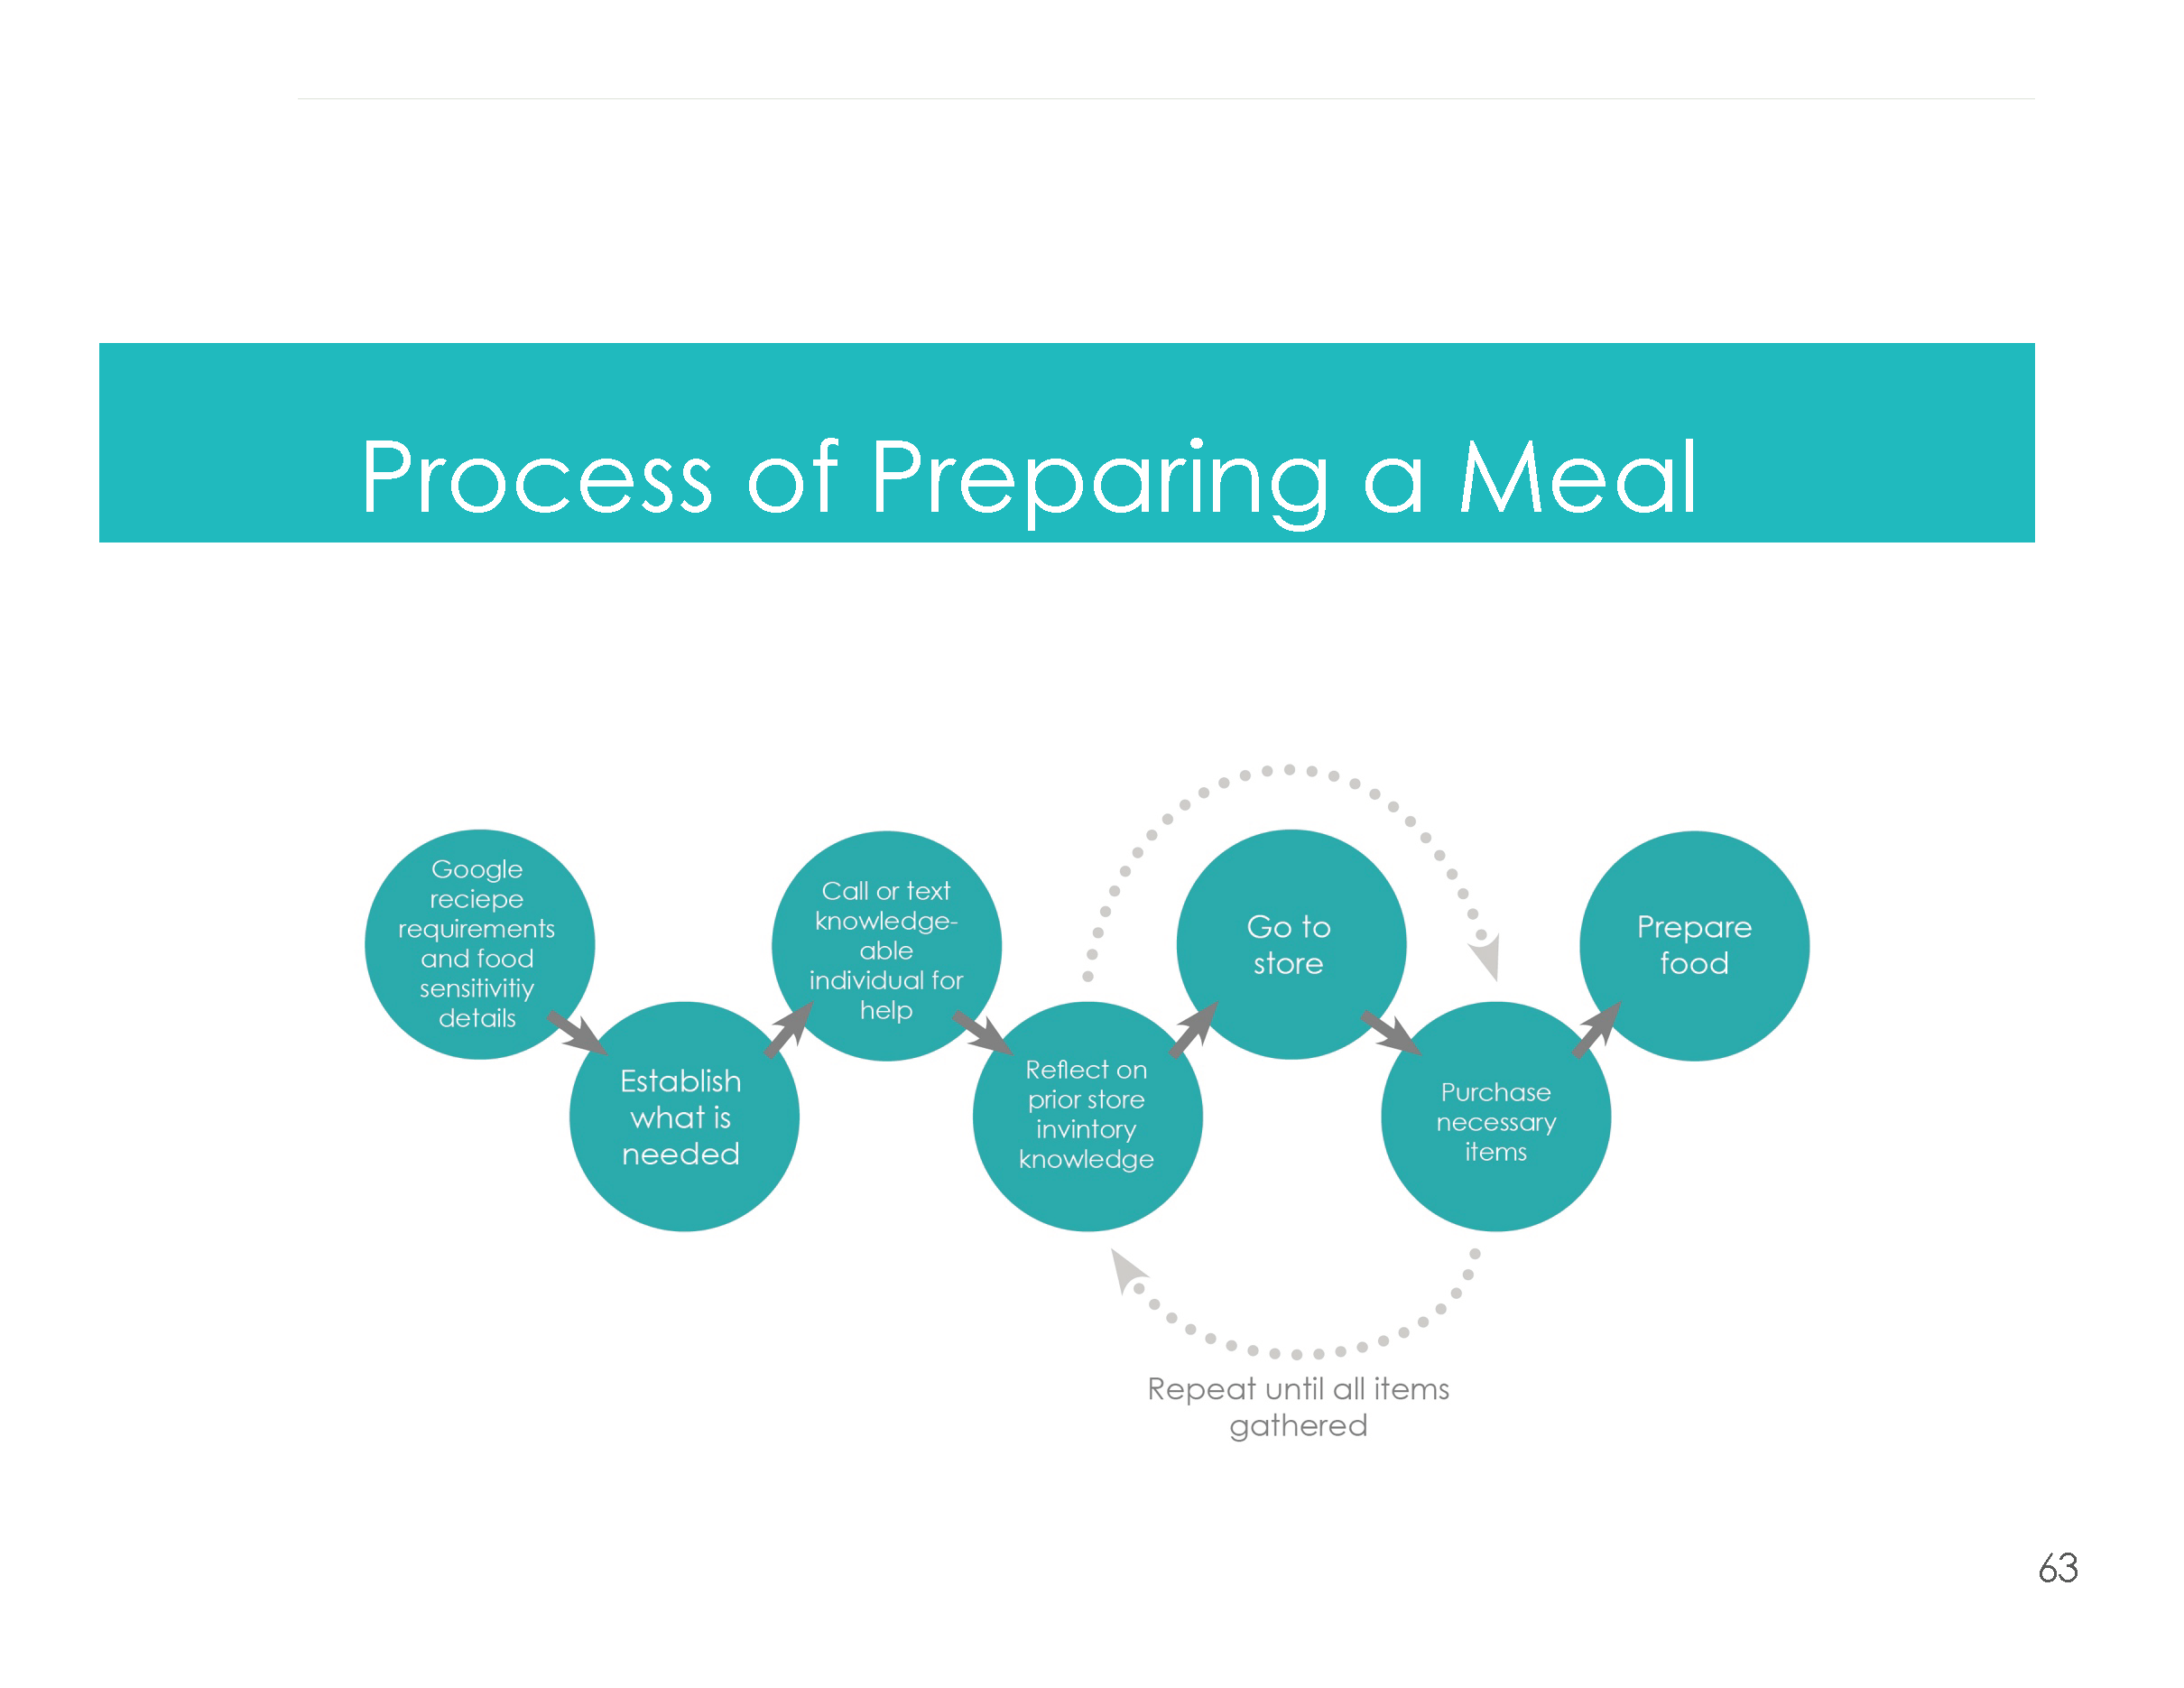 Process of Preparing a Meal
Google
reciepe
requirements
and food
sensitivitiy
details
Establish
what is
needed
Call or text
knowledge-
able
individual for
help
Reflect on
prior store
invintory
knowledge
Go to
store
Purchase
necessary
items
Prepare
food
Repeat until all items
gathered
63